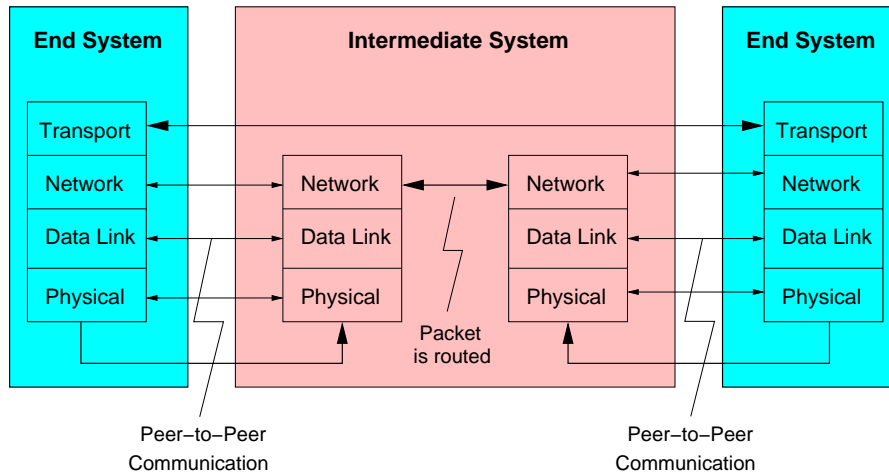 End System
Intermediate System
End System
Transport
Transport
Network
Network
Network
Network
Data Link
Data Link
Data Link
Data Link
Physical
Physical
Physical
Physical
Packet
is routed
Peer−to−Peer
Communication
Peer−to−Peer
Communication